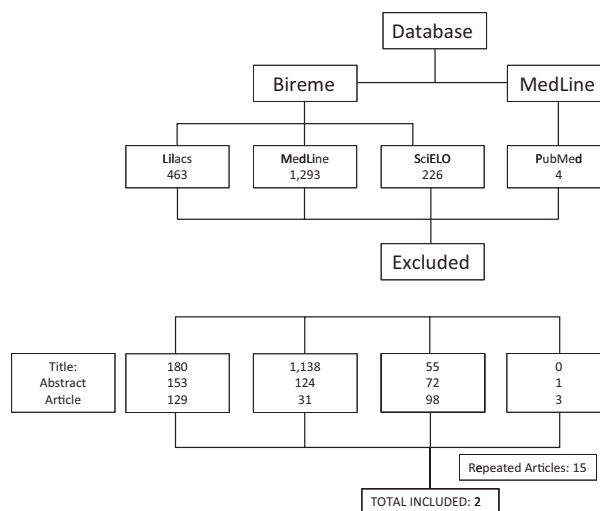 Database
Bireme MedLine
Lilacs MedLine SciELO PubMed
463 1,293 226 4
Excluded
Title: 180 1,138 55 0
Abstract 153 124 72 1
Article 129 31 98 3
Repeated Articles: 15
TOTAL INCLUDED: 2